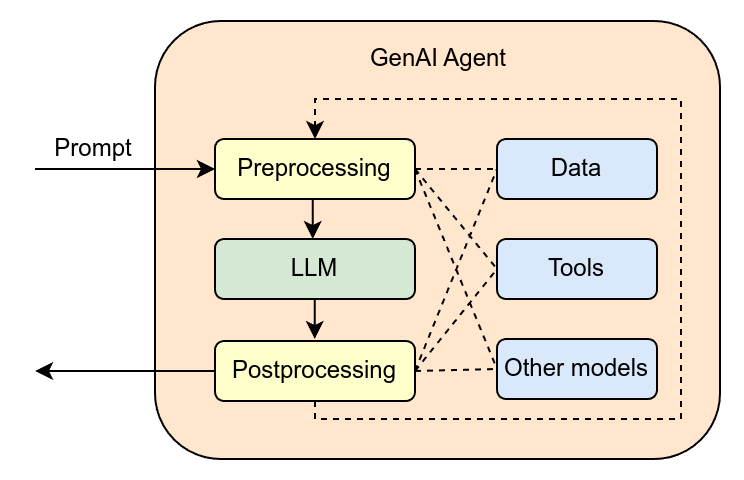 GenAI Agent
Prompt
Preprocessing
Data
LLM
Tools
Postprocessing
Other models